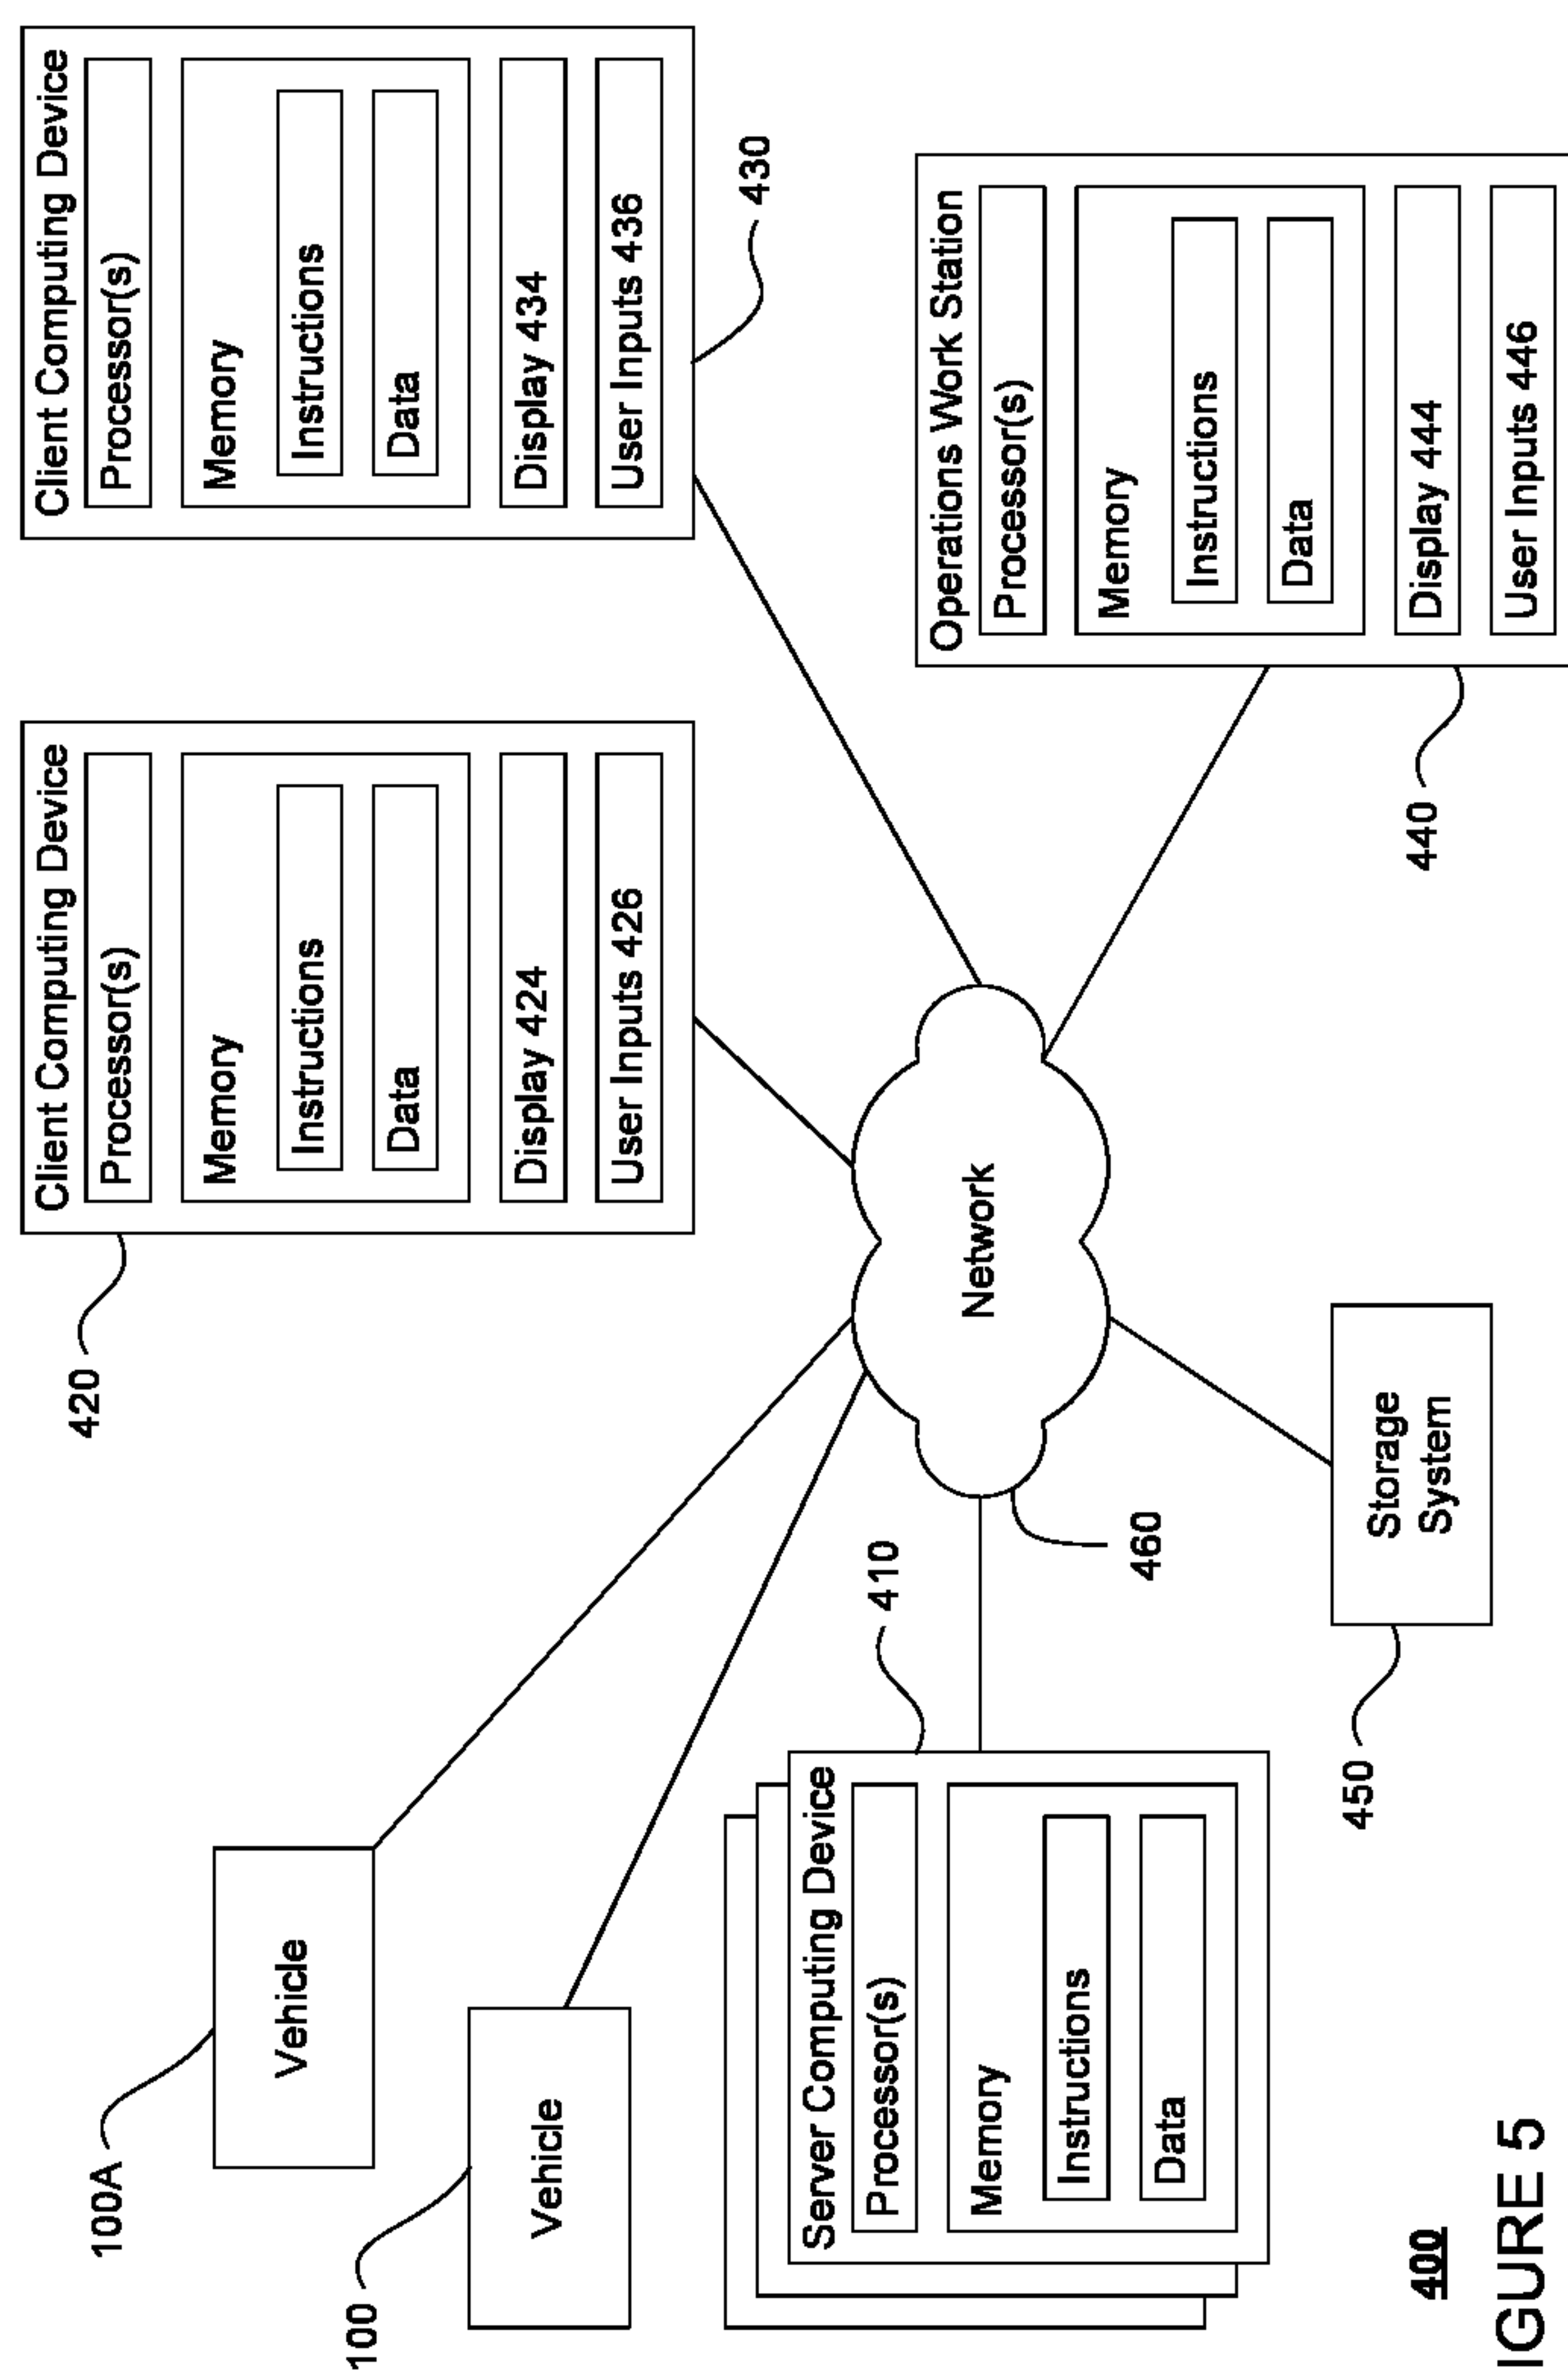 100A
Vehicle
100
Vehicle
420
Client Computing Device
Processor(s)
Memory
Instructions
Data
Display 424
User Inputs 426
Client Computing Device
Processor(s)
Memory
Instructions
Data
Display 434
User Inputs 436
430
Server Computing Device
Processor(s)
Memory
Instructions
Data
410
Network
460
Operations Work Station
Processor(s)
Memory
Instructions
Data
Display 444
User Inputs 446
440
Storage
System
450
400
IGURE 5